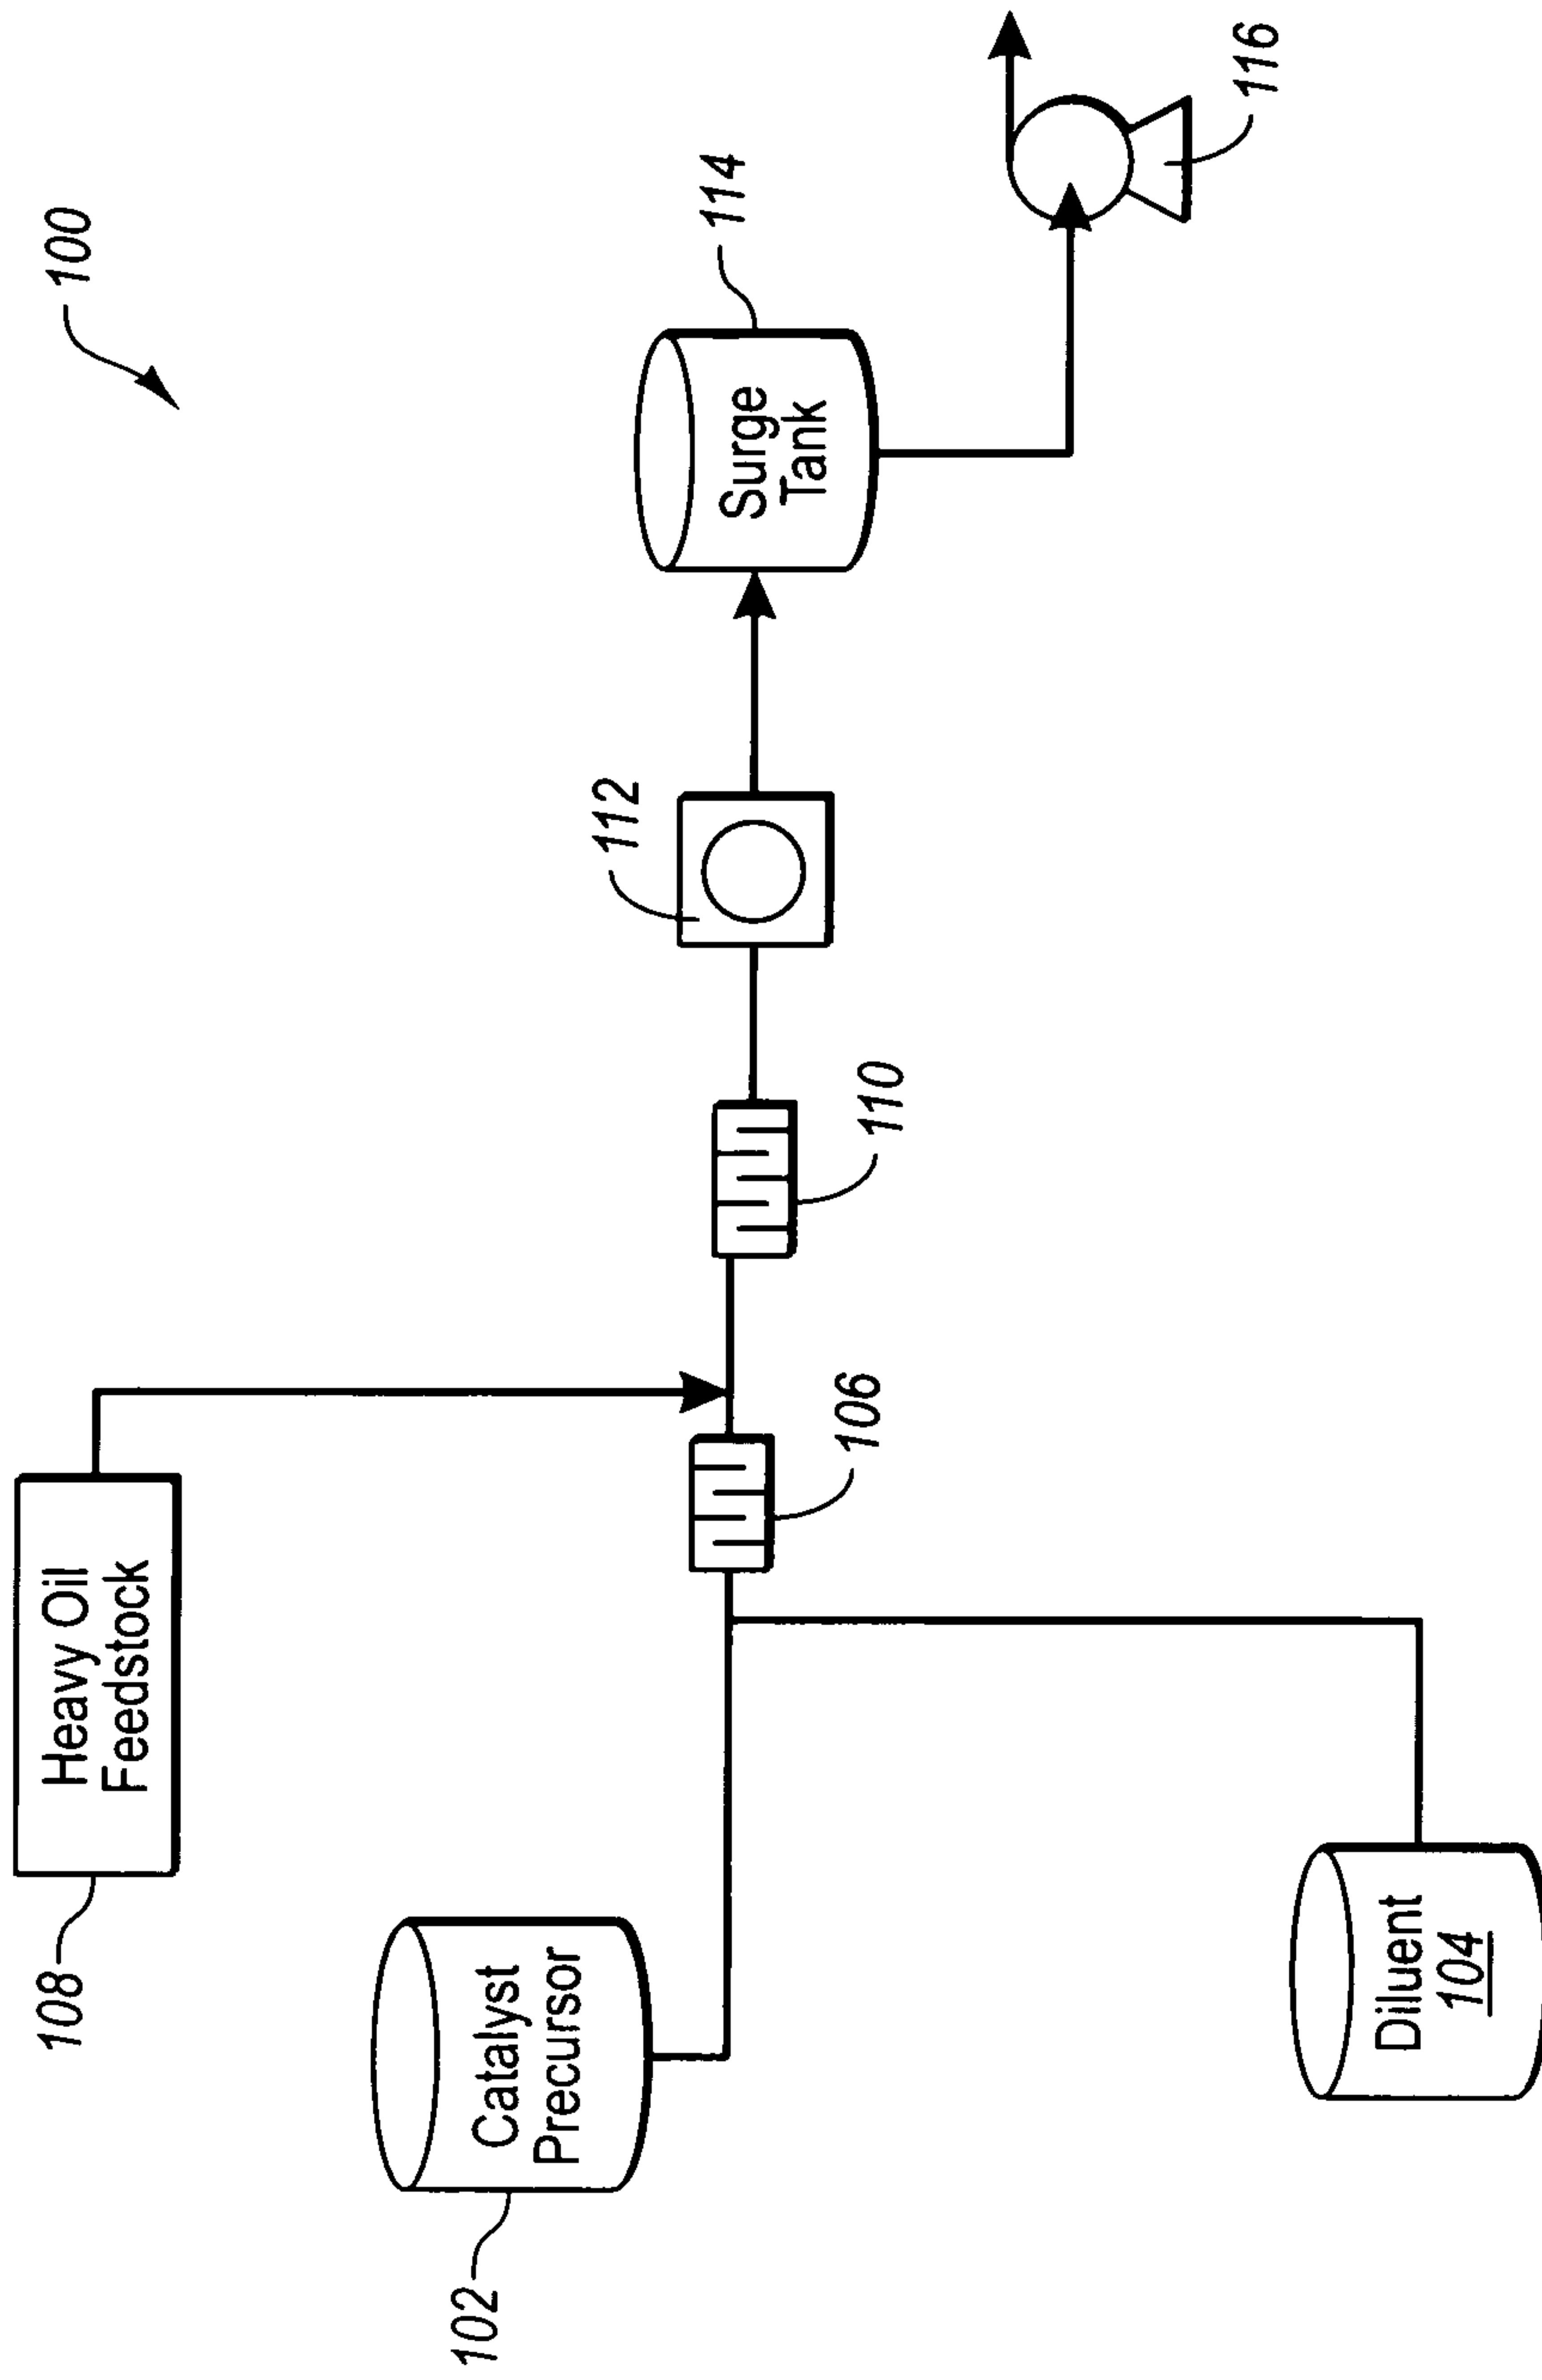 100
108
Heavy Oil
Feedstock
102
Catalyst
Precursor
Diluent
104
106
110
112
Surge
Tank
114
116